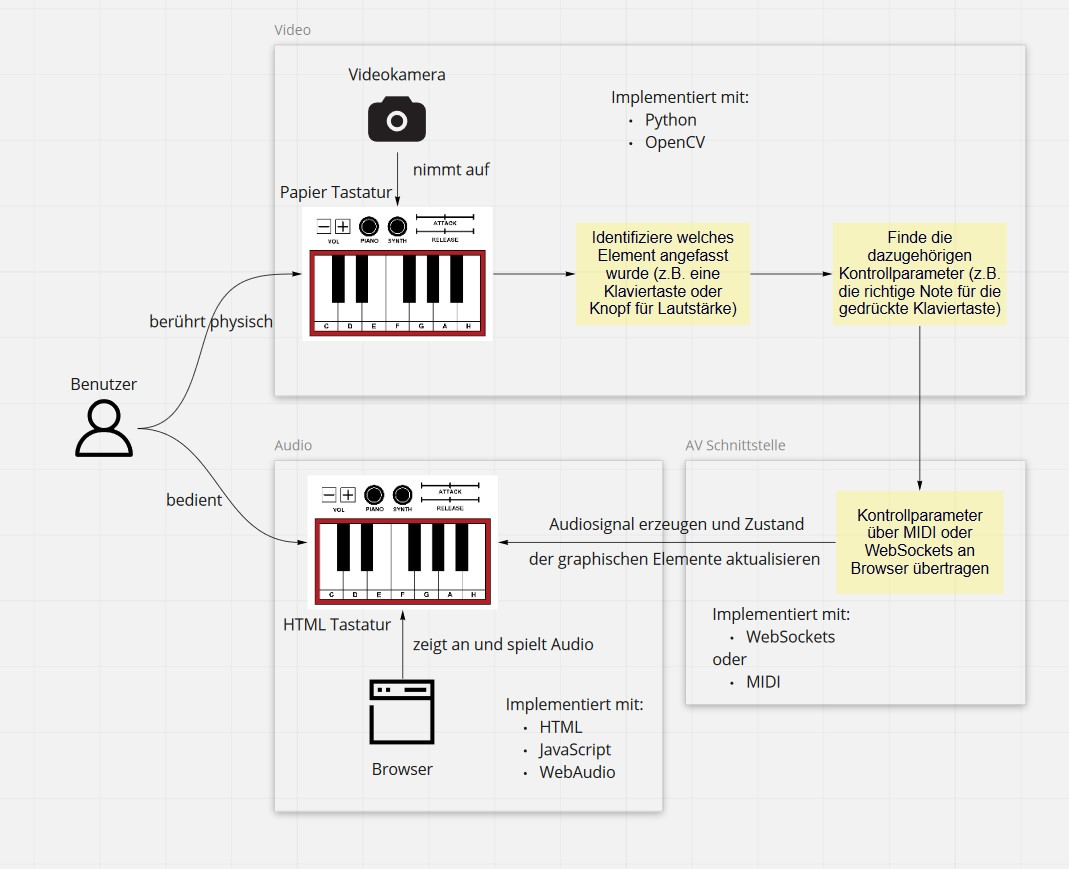 Video
Videokamera
Implementiert mit:
• Python
• OpenCV
nimmt auf
Papier Tastatur
VOL
PIANO
SYNTH
ATTACK
RELEASE
C D E F G A H
Identifiziere welches
Element angefasst
wurde (z.B. eine
Klaviertaste oder
Knopf für Lautstärke)
Finde die
dazugehörigen
Kontrollparameter (z.B.
die richtige Note für die
gedrückte Klaviertaste)
berührt physisch
Benutzer
bedient
Audio
VOL
PIANO
SYNTH
ATTACK
RELEASE
C D E F G A H
HTML Tastatur
zeigt an und spielt Audio
Browser
Implementiert mit:
• HTML
• JavaScript
• WebAudio
Audiosignal erzeugen und Zustand
der graphischen Elemente aktualisieren
AV Schnittstelle
Kontrollparameter
über MIDI oder
WebSockets an
Browser übertragen
Implementiert mit:
• WebSockets
oder
• MIDI